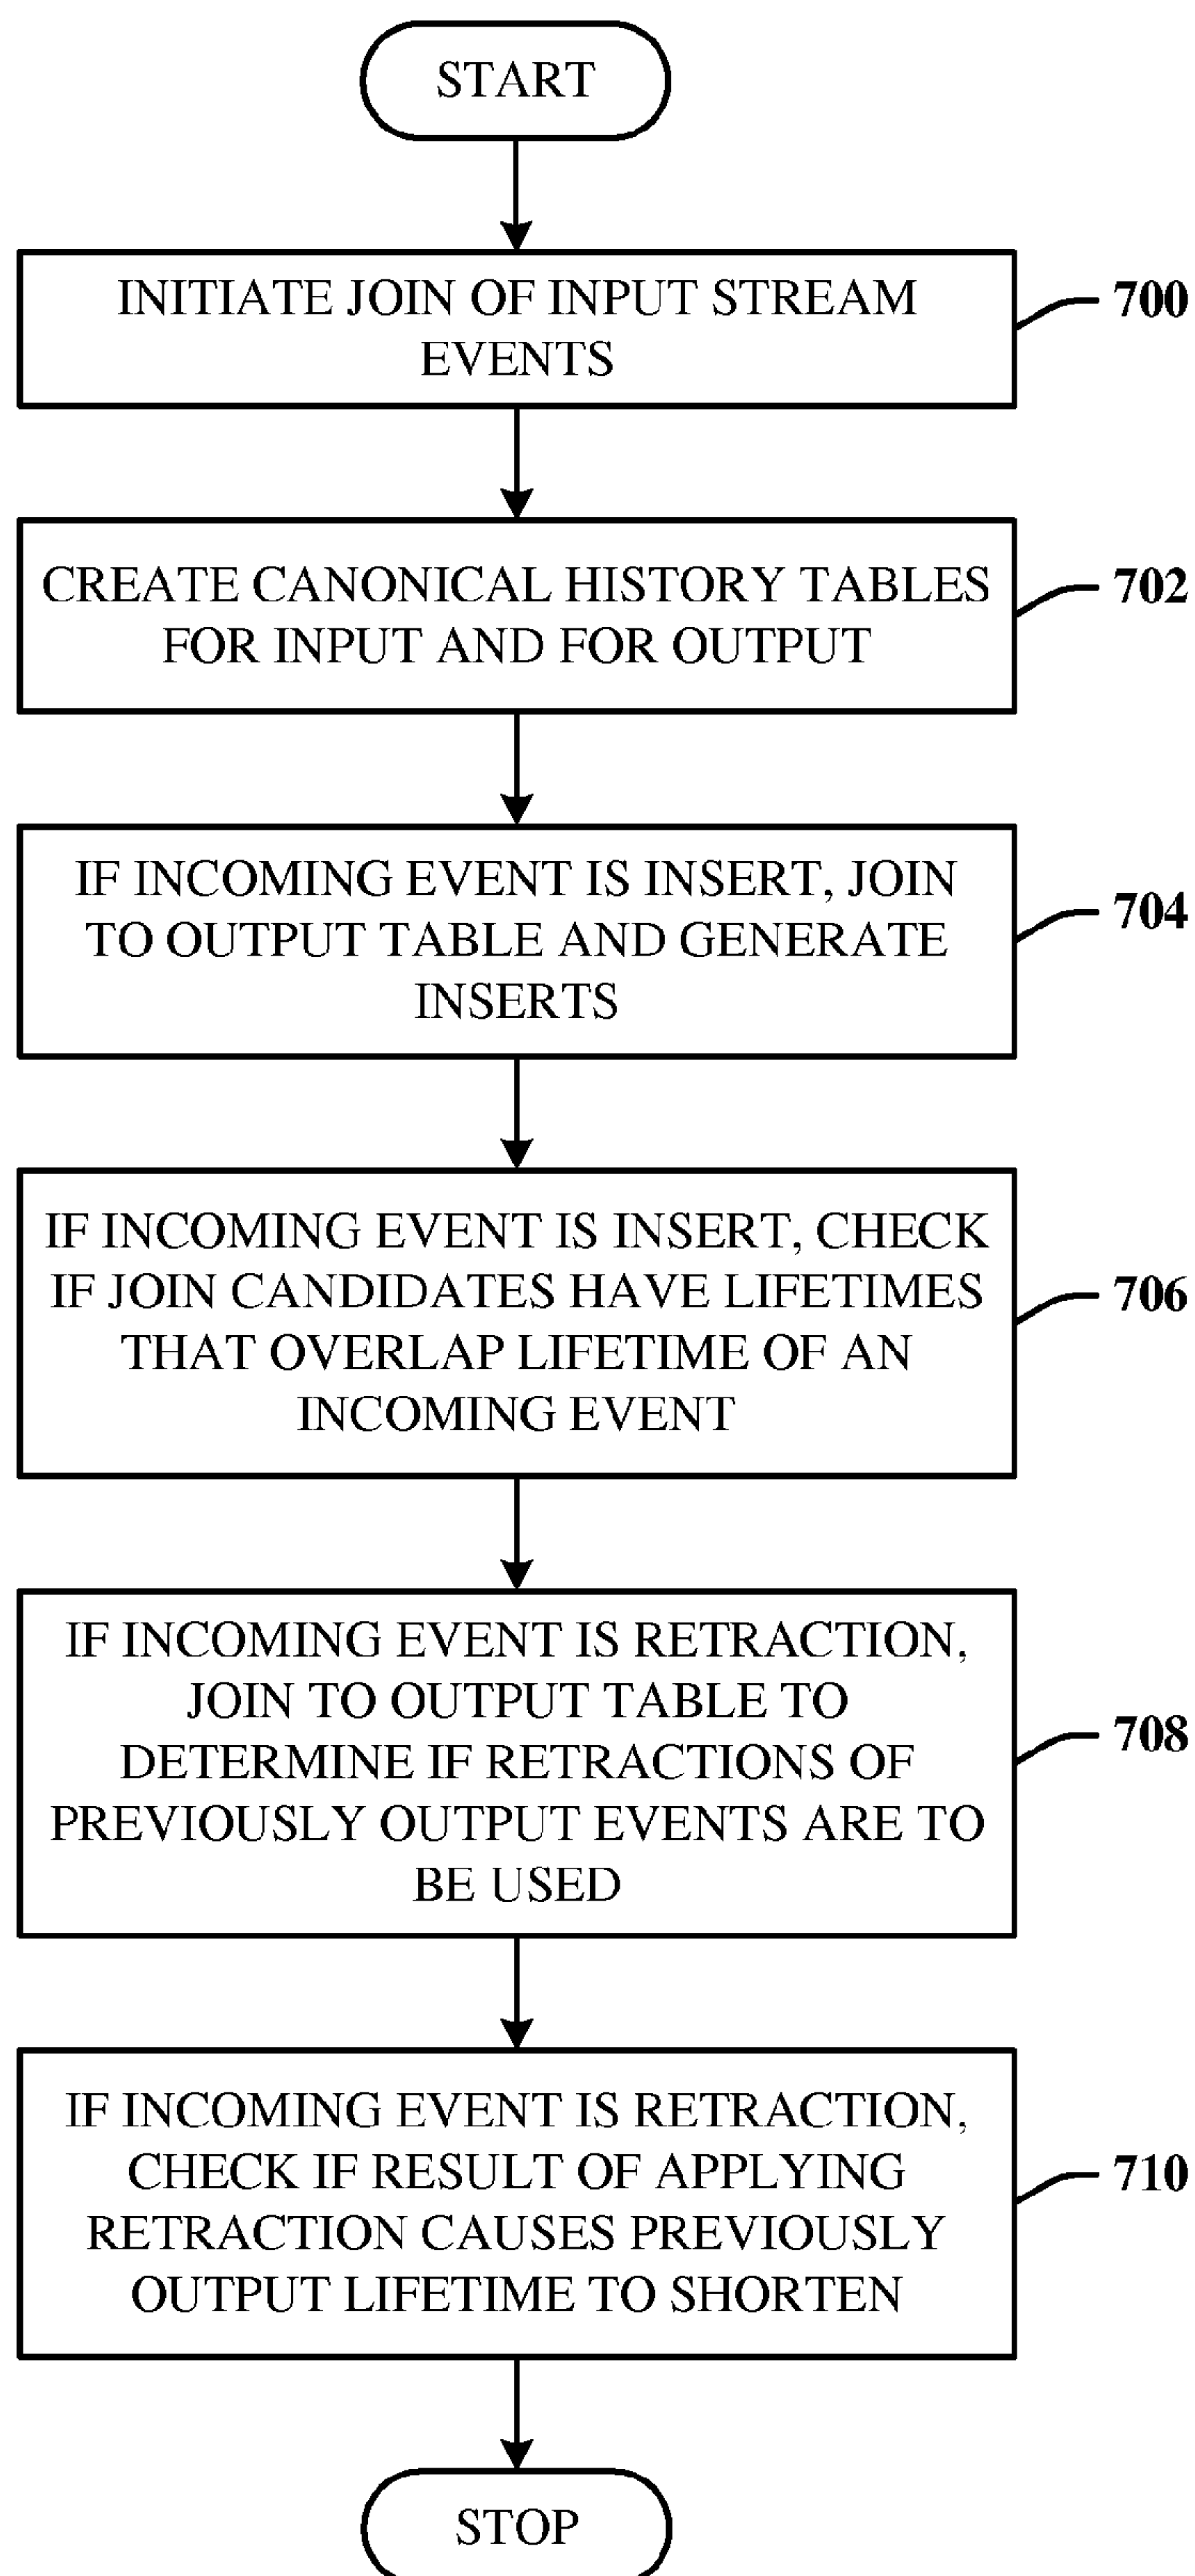 START
INITIATE JOIN OF INPUT STREAM
EVENTS
700
CREATE CANONICAL HISTORY TABLES
FOR INPUT AND FOR OUTPUT
702
IF INCOMING EVENT IS INSERT, JOIN
TO OUTPUT TABLE AND GENERATE
INSERTS
704
IF INCOMING EVENT IS INSERT, CHECK
IF JOIN CANDIDATES HAVE LIFETIMES
THAT OVERLAP LIFETIME OF AN
INCOMING EVENT
706
IF INCOMING EVENT IS RETRACTION,
JOIN TO OUTPUT TABLE TO
DETERMINE IF RETRACTIONS OF
PREVIOUSLY OUTPUT EVENTS ARE TO
BE USED
708
IF INCOMING EVENT IS RETRACTION,
CHECK IF RESULT OF APPLYING
RETRACTION CAUSES PREVIOUSLY
OUTPUT LIFETIME TO SHORTEN
710
STOP